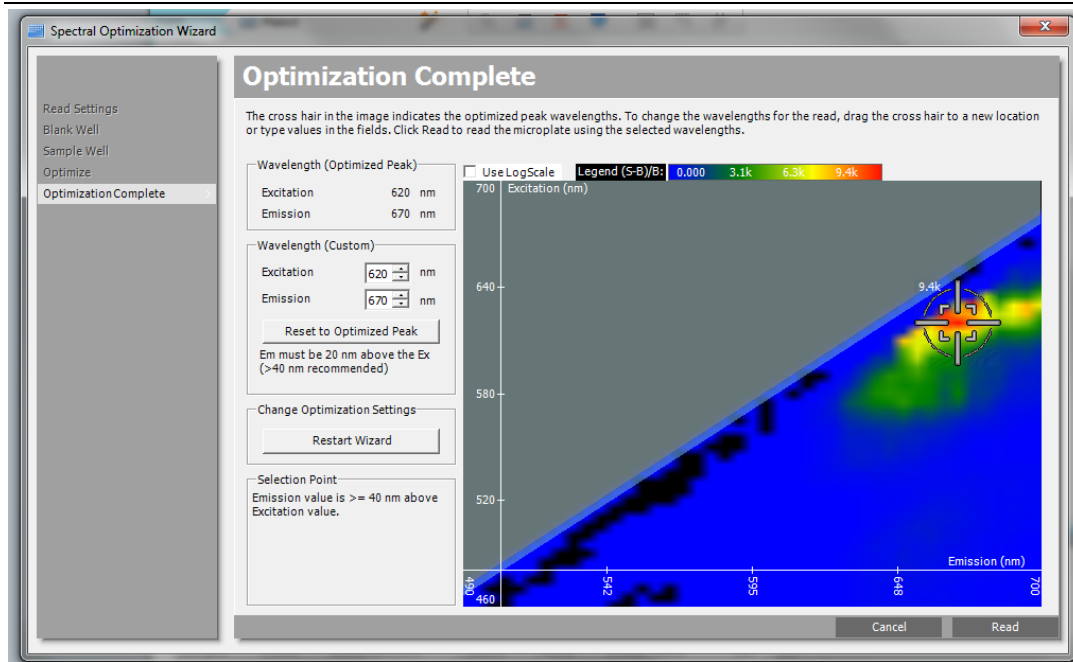 Spectral Optimization Wizard
Read Settings
Blank Well
Sample Well
Optimize
Optimization Complete
Optimization Complete
The cross hair in the image indicates the optimized peak wavelengths. To change the wavelengths for the read, drag the cross hair to a new location
or type values in the fields. Click Read to read the microplate using the selected wavelengths.
Wavelength (Optimized Peak)
Excitation 620 nm
Emission 670 nm
Wavelength (Custom)
Excitation 620 nm
Emission 670 nm
Reset to Optimized Peak
Em must be 20 nm above the Ex
(>40 nm recommended)
Change Optimization Settings
Restart Wizard
Selection Point
Emission value is >= 40 nm above
Excitation value.
Use LogScale Legend (S-B)/B: 0.000 3.1k 6.3k 9.4k
700 Excitation (nm)
640
9.4k
580
520
Emission (nm)
460
490 542 595 648 700
Cancel Read